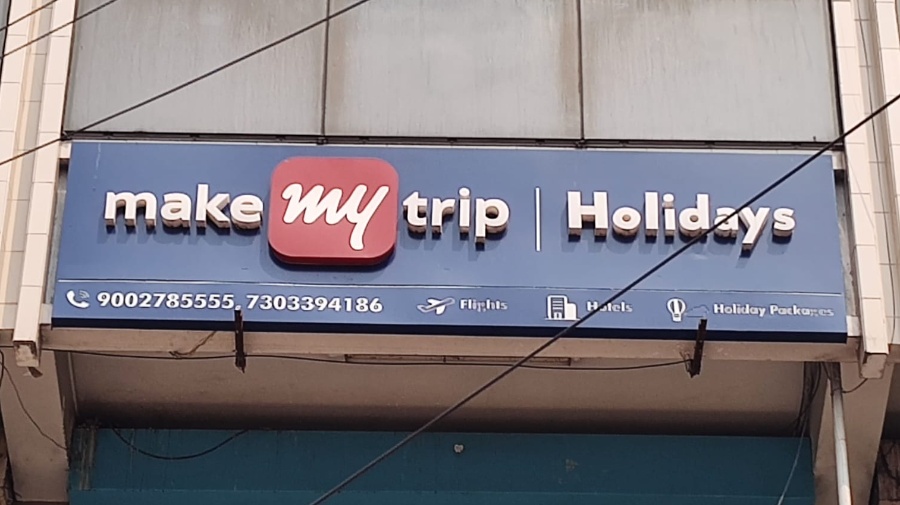 make my trip | Holidays
9002785555, 7303394186 Flights Hotels Holiday Packages